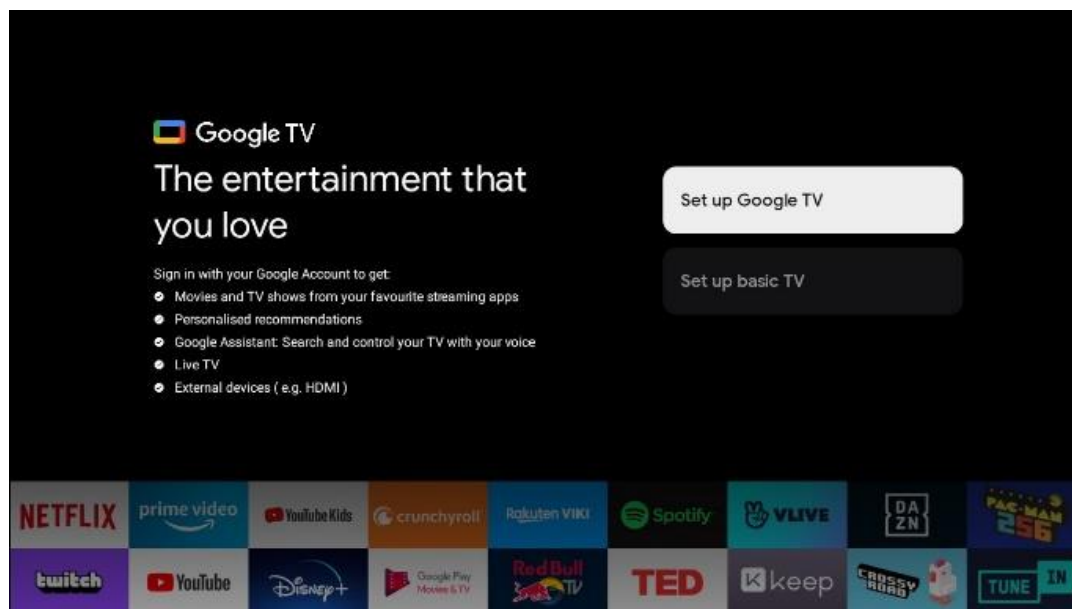 Google TV
The entertainment that
you love
Sign in with your Google Account to get:
Movies and TV shows from your favourite streaming apps
Personalised recommendations
Google Assistant: Search and control your TV with your voice
Live TV
External devices ( e.g. HDMI )
Set up Google TV
Set up basic TV
NETFLIX
prime video
YouTube Kids
crunchyroll
Rakuten VIKI
Spotify
VLIVE
DA
ZN
PAC-MAN
256
twitch
YouTube
Disney+
Google Play
Movies & TV
Red Bull
TV
TED
keep
CROSSY
ROAD
TUNE IN